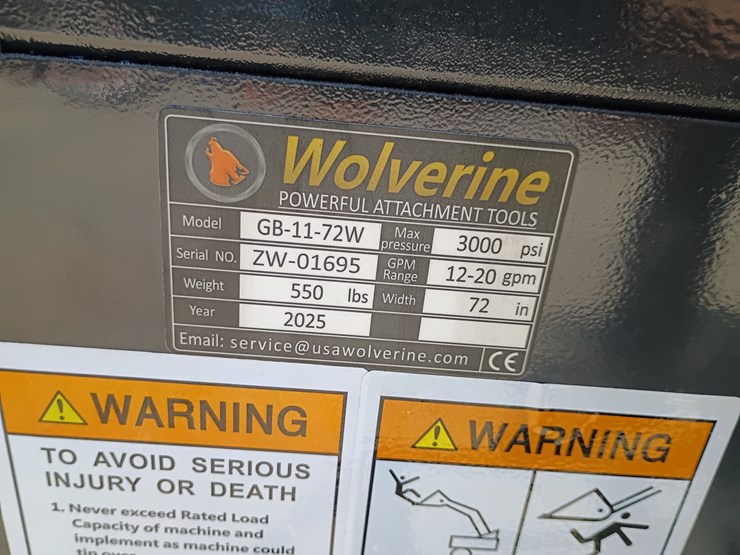 Wolverine
POWERFUL ATTACHMENT TOOLS
Model GB-11-72W Max pressure 3000 psi
Serial NO. ZW-01695 GPM Range 12-20 gpm
Weight 550 lbs Width 72 in
Year 2025
Email: service@usawolverine.com CE
WARNING
TO AVOID SERIOUS
INJURY OR DEATH
1. Never exceed Rated Load
Capacity of machine and
implement as machine could
WARNING